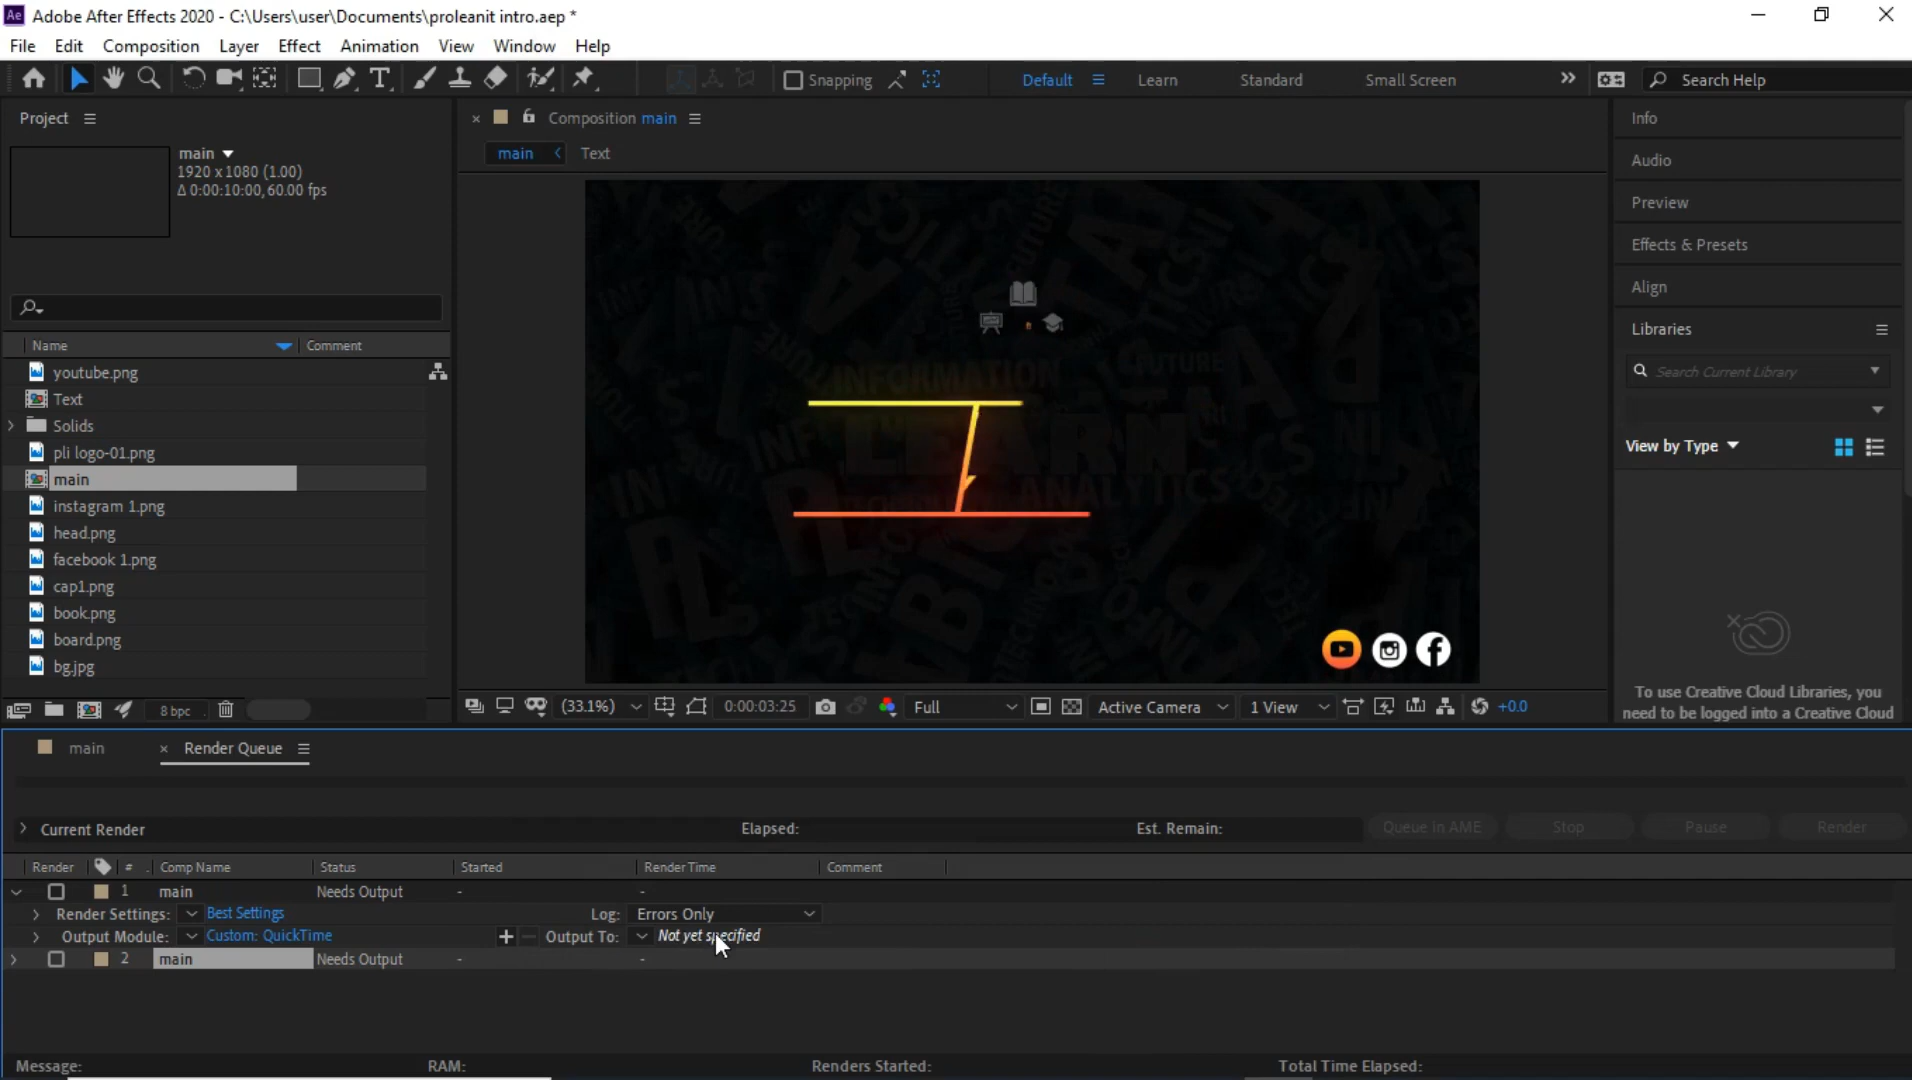 Ae Adobe After Effects 2020 - C:\Users\user\Documents\proleanit intro.aep *
File Edit Composition Layer Effect Animation View Window Help
Snapping Default Learn Standard Small Screen Search Help
Project
main
1920 x 1080 (1.00)
Δ 0:00:10:00, 60.00 fps
Name Comment
youtube.png
Text
Solids
pli logo-01.png
main
instagram 1.png
head.png
facebook 1.png
cap1.png
book.png
board.png
bg.jpg
8 bpc
Composition main
main Text
CULTURE
INFORMATION
FUTURE
LEARN
ANALYTICS
(33.1%) 0:00:03:25 Full Active Camera 1 View +0.0
Info
Audio
Preview
Effects & Presets
Align
Libraries
Search Current Library
View by Type
To use Creative Cloud Libraries, you
need to be logged into a Creative Cloud
main Render Queue
Current Render Elapsed: Est. Remain: Queue in AME Stop Pause Render
Render # Comp Name Status Started Render Time Comment
1 main Needs Output - -
Render Settings: Best Settings Log: Errors Only
Output Module: Custom: QuickTime Output To: Not yet specified
2 main Needs Output - -
Message: RAM: Renders Started: Total Time Elapsed: